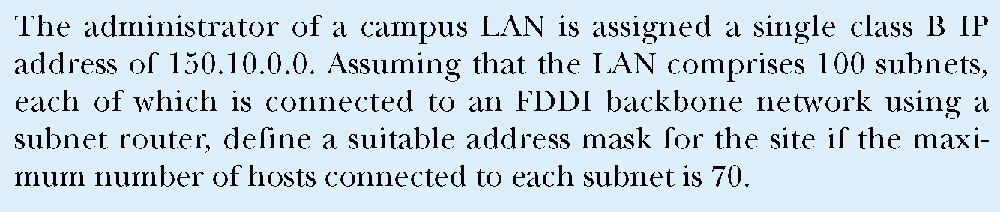 The administrator of a campus LAN is assigned a single class B IP
address of 150.10.0.0. Assuming that the LAN comprises 100 subnets,
each of which is connected to an FDDI backbone network using a
subnet router, define a suitable address mask for the site if the maxi-
mum number of hosts connected to each subnet is 70.